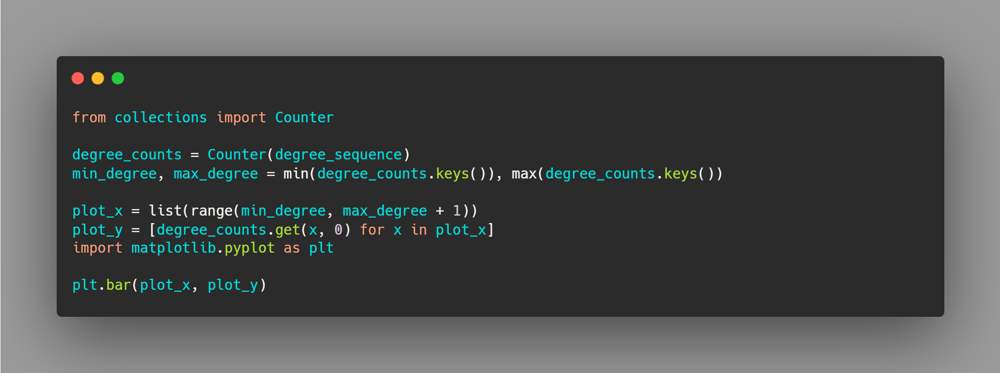 from collections import Counter

degree_counts = Counter(degree_sequence)
min_degree, max_degree = min(degree_counts.keys()), max(degree_counts.keys())

plot_x = list(range(min_degree, max_degree + 1))
plot_y = [degree_counts.get(x, 0) for x in plot_x]
import matplotlib.pyplot as plt

plt.bar(plot_x, plot_y)